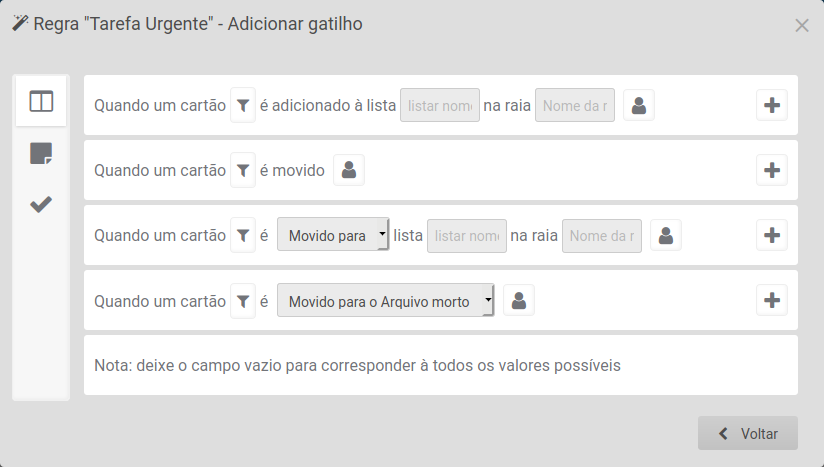 Regra "Tarefa Urgente" - Adicionar gatilho
Quando um cartão é adicionado à lista listar nome na raia Nome da r
Quando um cartão é movido
Quando um cartão é Movido para lista listar nome na raia Nome da r
Quando um cartão é Movido para o Arquivo morto
Nota: deixe o campo vazio para corresponder à todos os valores possíveis
Voltar